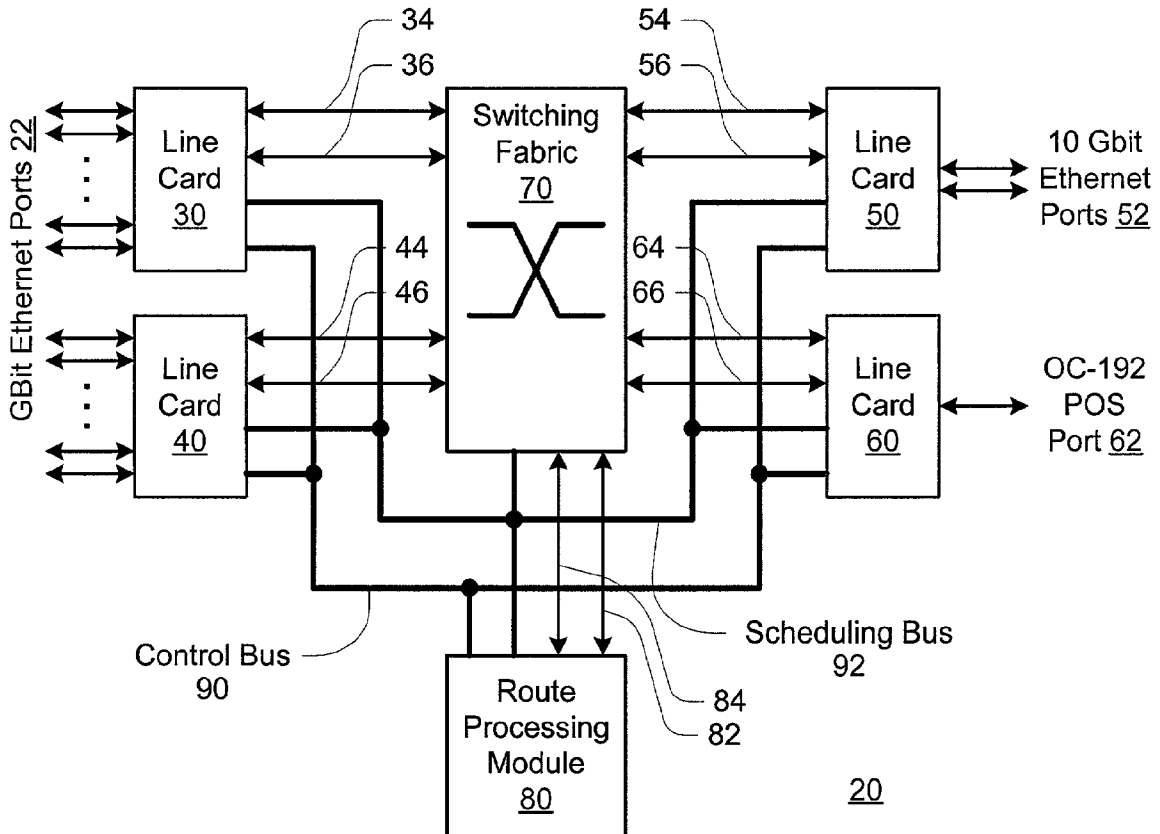 34
36
54
56
GBit Ethernet Ports 22
Line
Card
30
Switching
Fabric
70
Line
Card
50
10 Gbit
Ethernet
Ports 52
44
46
64
66
Line
Card
40
Line
Card
60
OC-192
POS
Port 62
Control Bus
90
Scheduling Bus
92
84
82
Route
Processing
Module
80
20